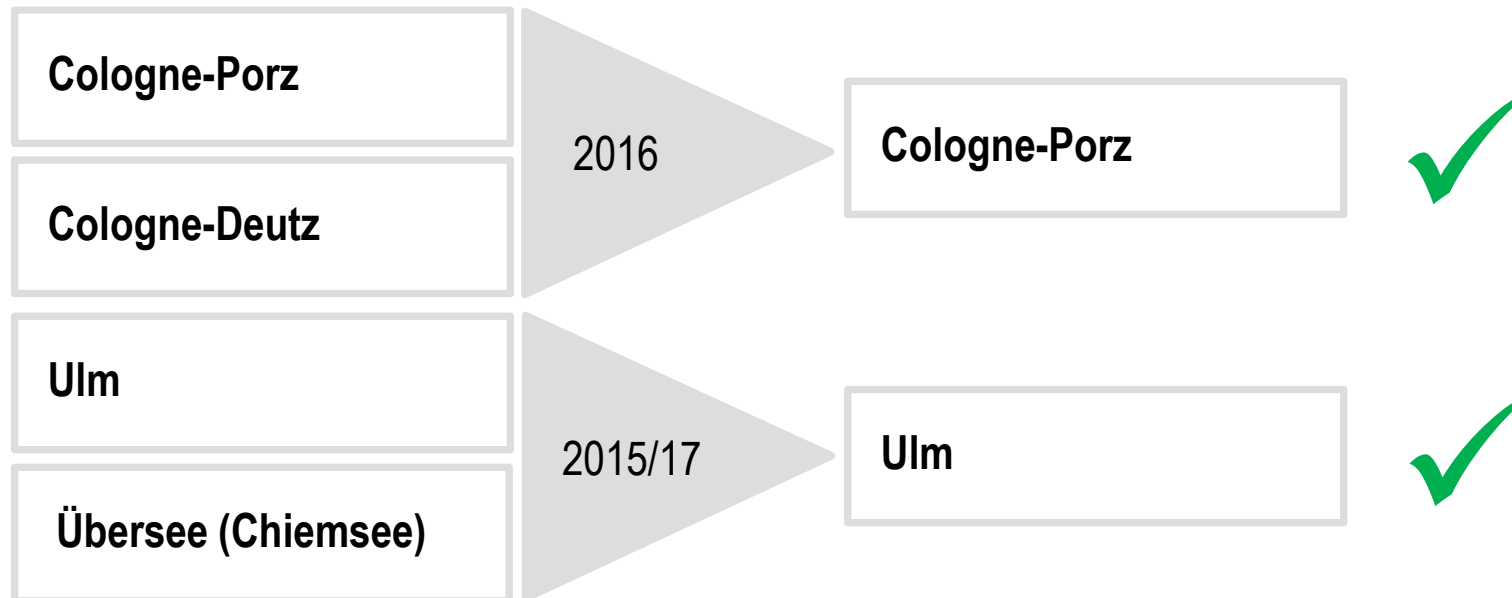 Cologne-Porz
Cologne-Deutz
2016
Cologne-Porz
Ulm
Übersee (Chiemsee)
2015/17
Ulm